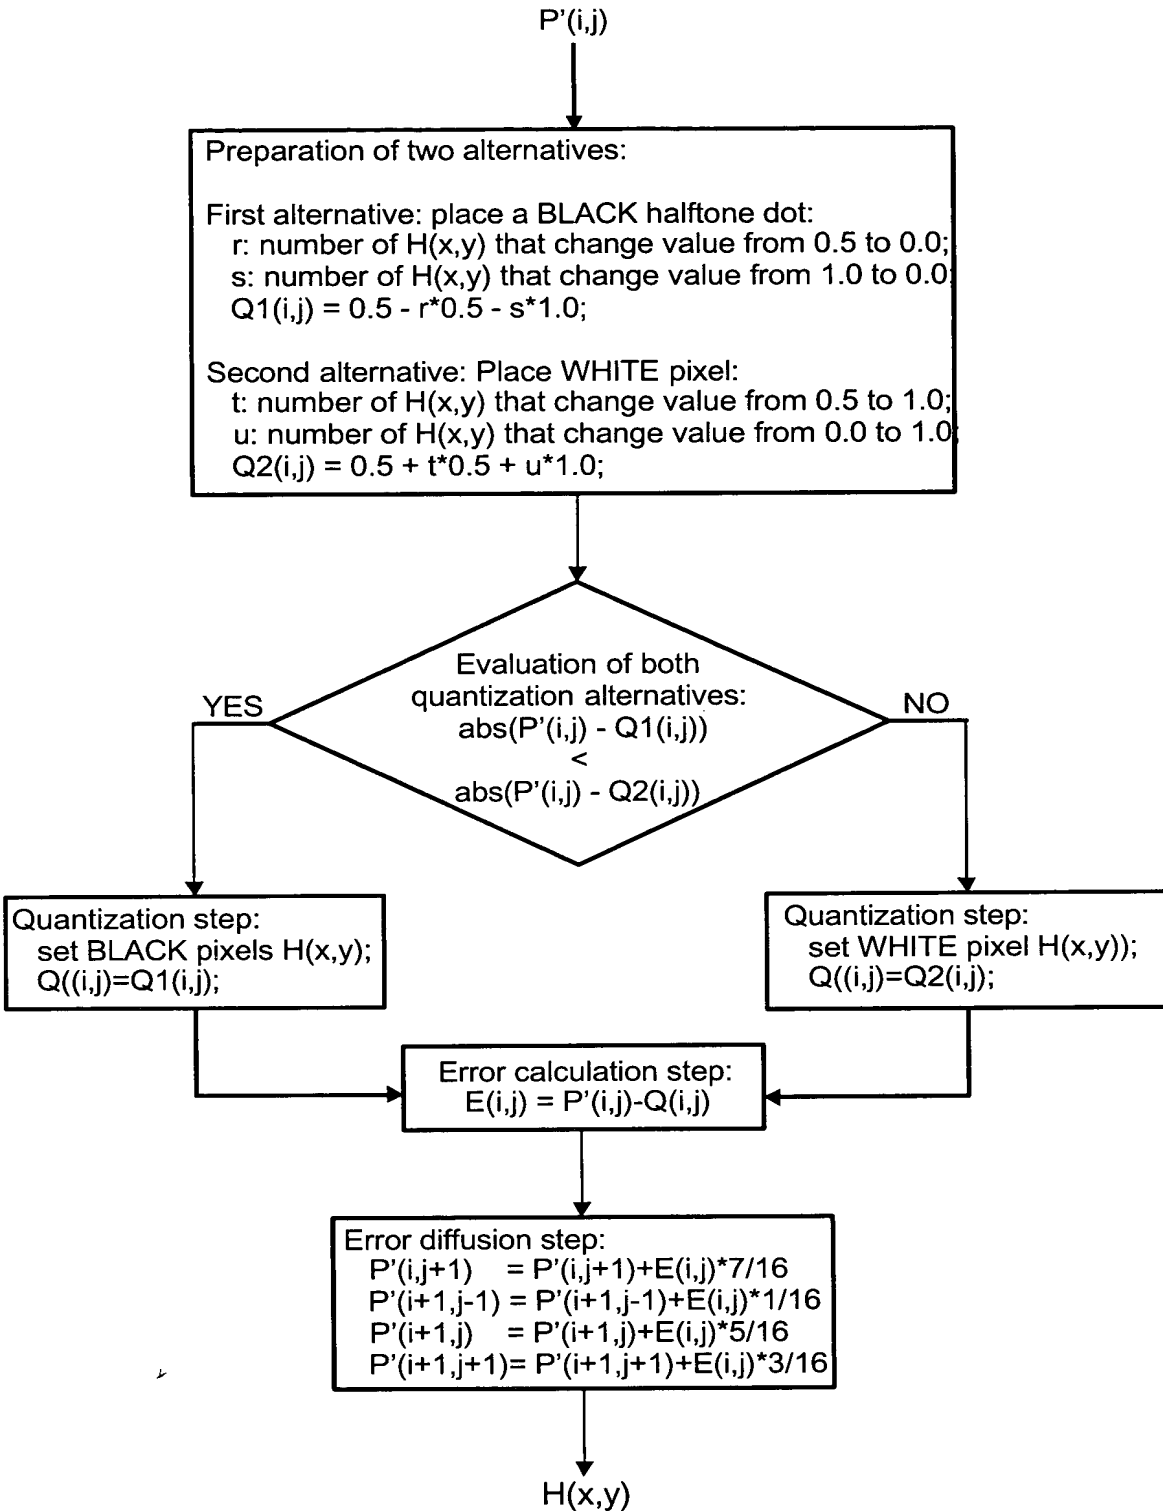 P'(i,j)
Preparation of two alternatives:
First alternative: place a BLACK halftone dot:
r: number of H(x,y) that change value from 0.5 to 0.0;
s: number of H(x,y) that change value from 1.0 to 0.0;
Q1(i,j) = 0.5 - r*0.5 - s*1.0;
Second alternative: Place WHITE pixel:
t: number of H(x,y) that change value from 0.5 to 1.0;
u: number of H(x,y) that change value from 0.0 to 1.0;
Q2(i,j) = 0.5 + t*0.5 + u*1.0;
Evaluation of both
quantization alternatives:
abs(P'(i,j) - Q1(i,j))
<
abs(P'(i,j) - Q2(i,j))
YES
NO
Quantization step:
set BLACK pixels H(x,y);
Q((i,j)=Q1(i,j);
Quantization step:
set WHITE pixel H(x,y));
Q((i,j)=Q2(i,j);
Error calculation step:
E(i,j) = P'(i,j)-Q(i,j)
Error diffusion step:
P'(i,j+1) = P'(i,j+1)+E(i,j)*7/16
P'(i+1,j-1) = P'(i+1,j-1)+E(i,j)*1/16
P'(i+1,j) = P'(i+1,j)+E(i,j)*5/16
P'(i+1,j+1)= P'(i+1,j+1)+E(i,j)*3/16
H(x,y)